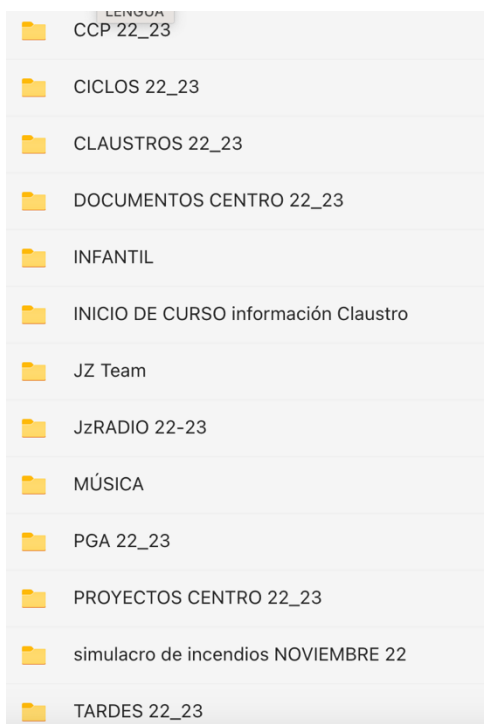 LENGUA
CCP 22_23
CICLOS 22_23
CLAUSTROS 22_23
DOCUMENTOS CENTRO 22_23
INFANTIL
INICIO DE CURSO información Claustro
JZ Team
JzRADIO 22-23
MÚSICA
PGA 22_23
PROYECTOS CENTRO 22_23
simulacro de incendios NOVIEMBRE 22
TARDES 22_23